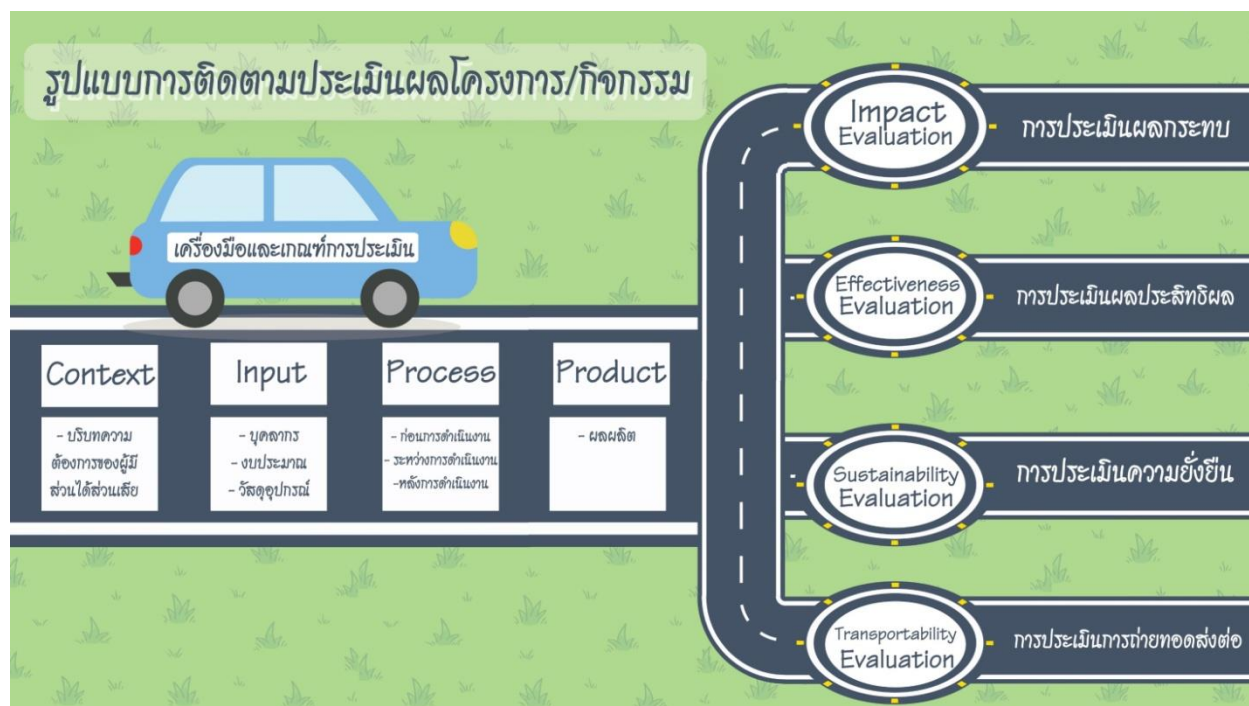 รูปแบบการติดตามประเมินผลโครงการ/กิจกรรม
เครื่องมือและเกณฑ์การประเมิน
Context
- บริบทความ
ต้องการของผู้มี
ส่วนได้ส่วนเสีย
Input
- บุคลากร
- งบประมาณ
- วัสดุอุปกรณ์
Process
- ก่อนการดำเนินงาน
- ระหว่างการดำเนินงาน
-หลังการดำเนินงาน
Product
- ผลผลิต
Impact
Evaluation
การประเมินผลกระทบ
Effectiveness
Evaluation
การประเมินผลประสิทธิผล
Sustainability
Evaluation
การประเมินความยั่งยืน
Transportability
Evaluation
การประเมินการถ่ายทอดส่งต่อ